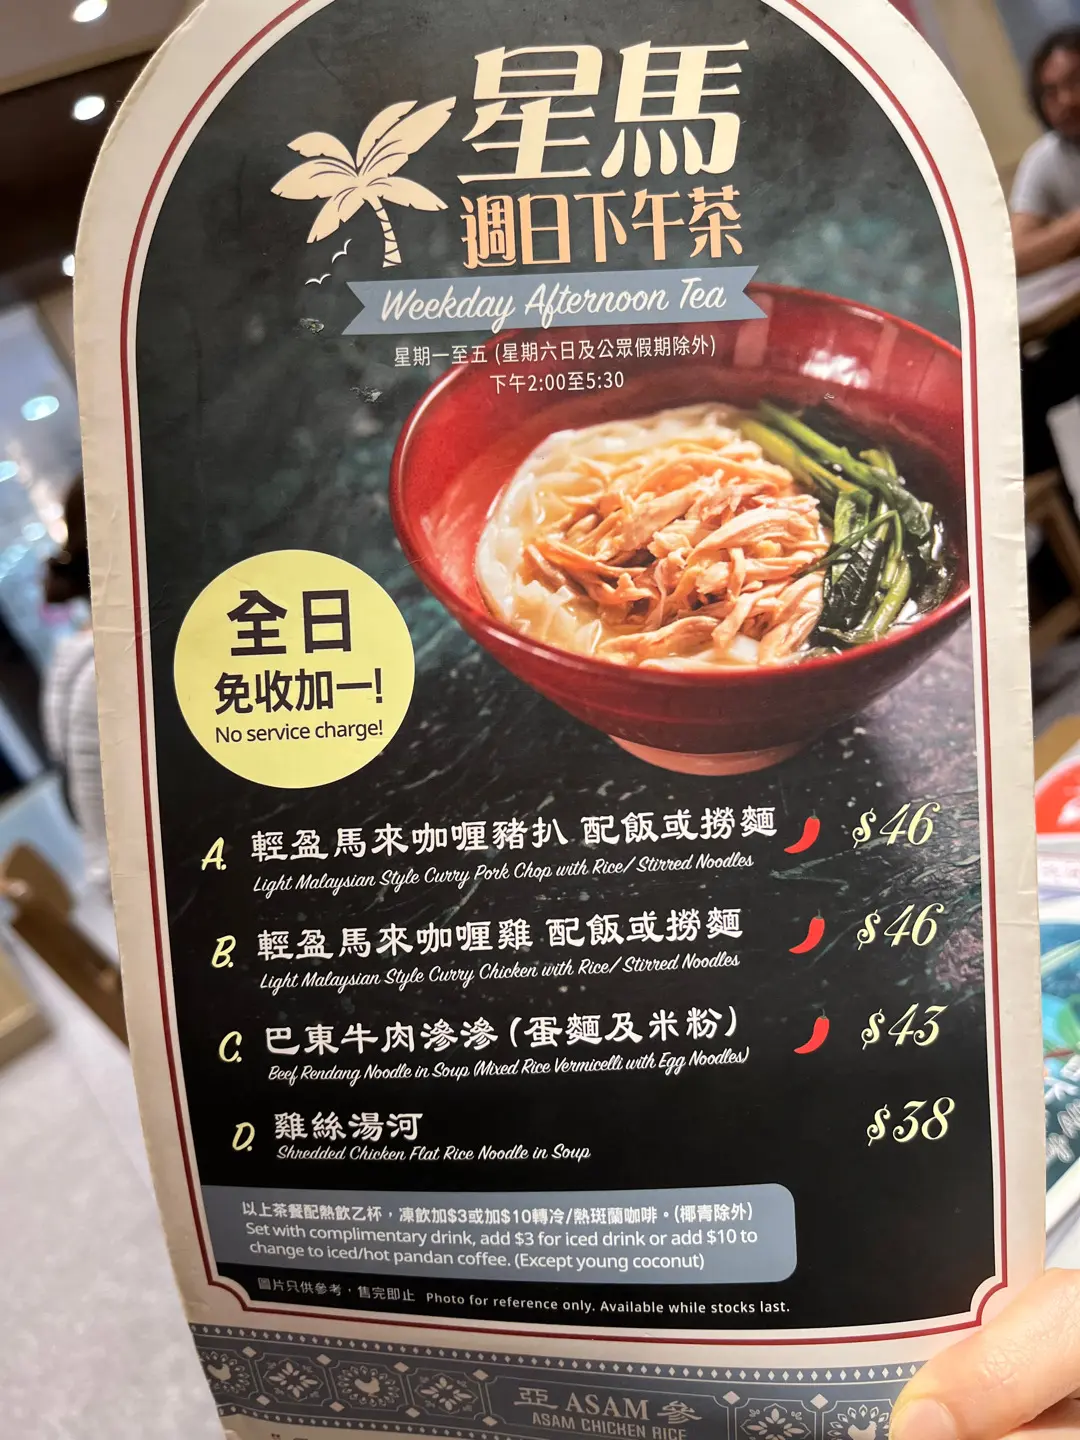 星馬
週日下午茶
Weekday Afternoon Tea
星期一至五 (星期六日及公眾假期除外)
下午2:00至5:30
全日
免收加一!
No service charge!
A. 輕盈馬來咖喱豬扒 配飯或撈麵 $46
Light Malaysian Style Curry Pork Chop with Rice/ Stirred Noodles
B. 輕盈馬來咖喱雞 配飯或撈麵 $46
Light Malaysian Style Curry Chicken with Rice/ Stirred Noodles
C. 巴東牛肉滲滲 (蛋麵及米粉) $43
Beef Rendang Noodle in Soup (Mixed Rice Vermicelli with Egg Noodles)
D. 雞絲湯河 $38
Shredded Chicken Flat Rice Noodle in Soup
以上茶餐配熱飲乙杯，凍飲加$3或加$10轉冷/熱斑蘭咖啡。(椰青除外)
Set with complimentary drink, add $3 for iced drink or add $10 to
change to iced/hot pandan coffee. (Except young coconut)
圖片只供參考，售完即止 Photo for reference only. Available while stocks last.
亞 ASAM 參
ASAM CHICKEN RICE